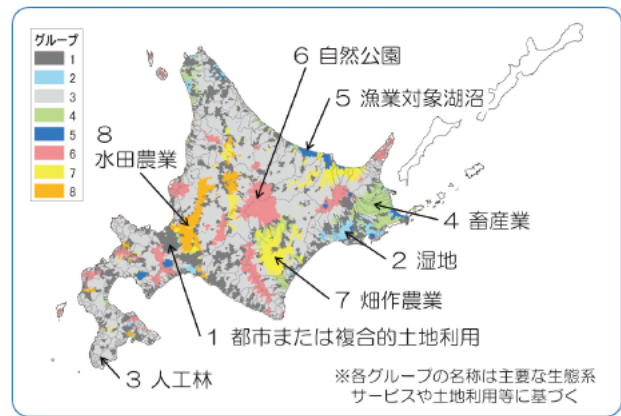 グループ
1
2
3
4
5
6
7
8
6 自然公園
5 漁業対象湖沼
8
水田農業
4 畜産業
2 湿地
7 畑作農業
1 都市または複合的土地利用
3 人工林
※各グループの名称は主要な生態系
サービスや土地利用等に基づく